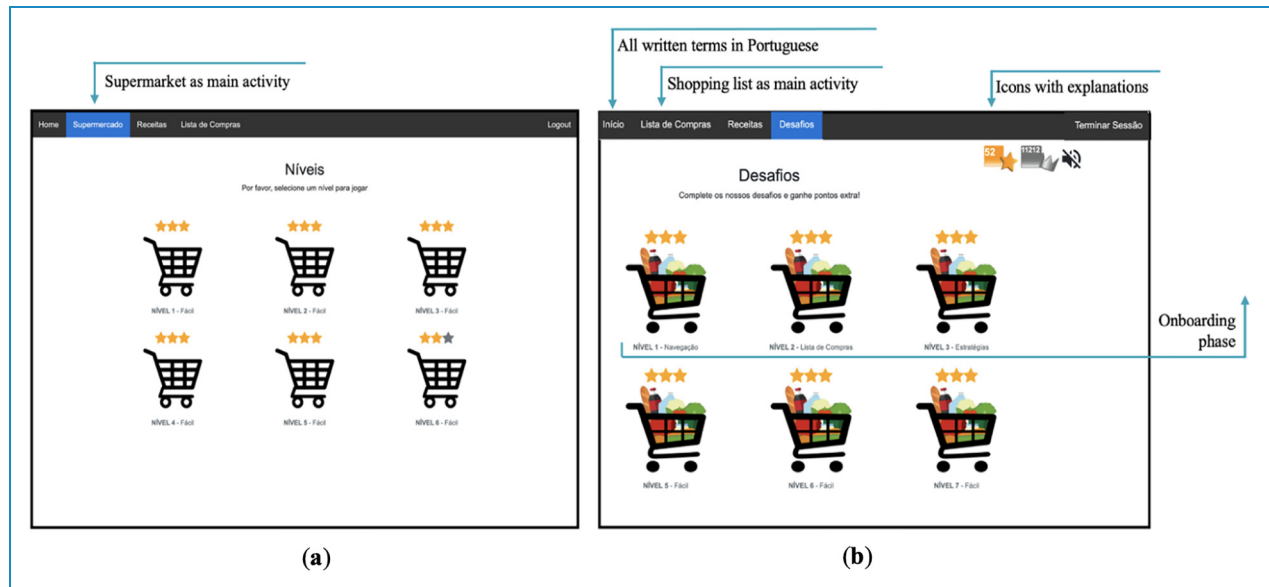 All written terms in Portuguese
Supermarket as main activity
Shopping list as main activity
Icons with explanations
Home Supermercado Receitas Lista de Compras Logout
Níveis
Por favor, selecione um nível para jogar
NÍVEL 1 - Fácil NÍVEL 2 - Fácil NÍVEL 3 - Fácil
NÍVEL 4 - Fácil NÍVEL 5 - Fácil NÍVEL 6 - Fácil
(a)
Início Lista de Compras Receitas Desafios Terminar Sessão
52 11212
Desafios
Complete os nossos desafios e ganhe pontos extra!
NÍVEL 1 - Navegação NÍVEL 2 - Lista de Compras NÍVEL 3 - Estratégias
NÍVEL 5 - Fácil NÍVEL 6 - Fácil NÍVEL 7 - Fácil
Onboarding
phase
(b)